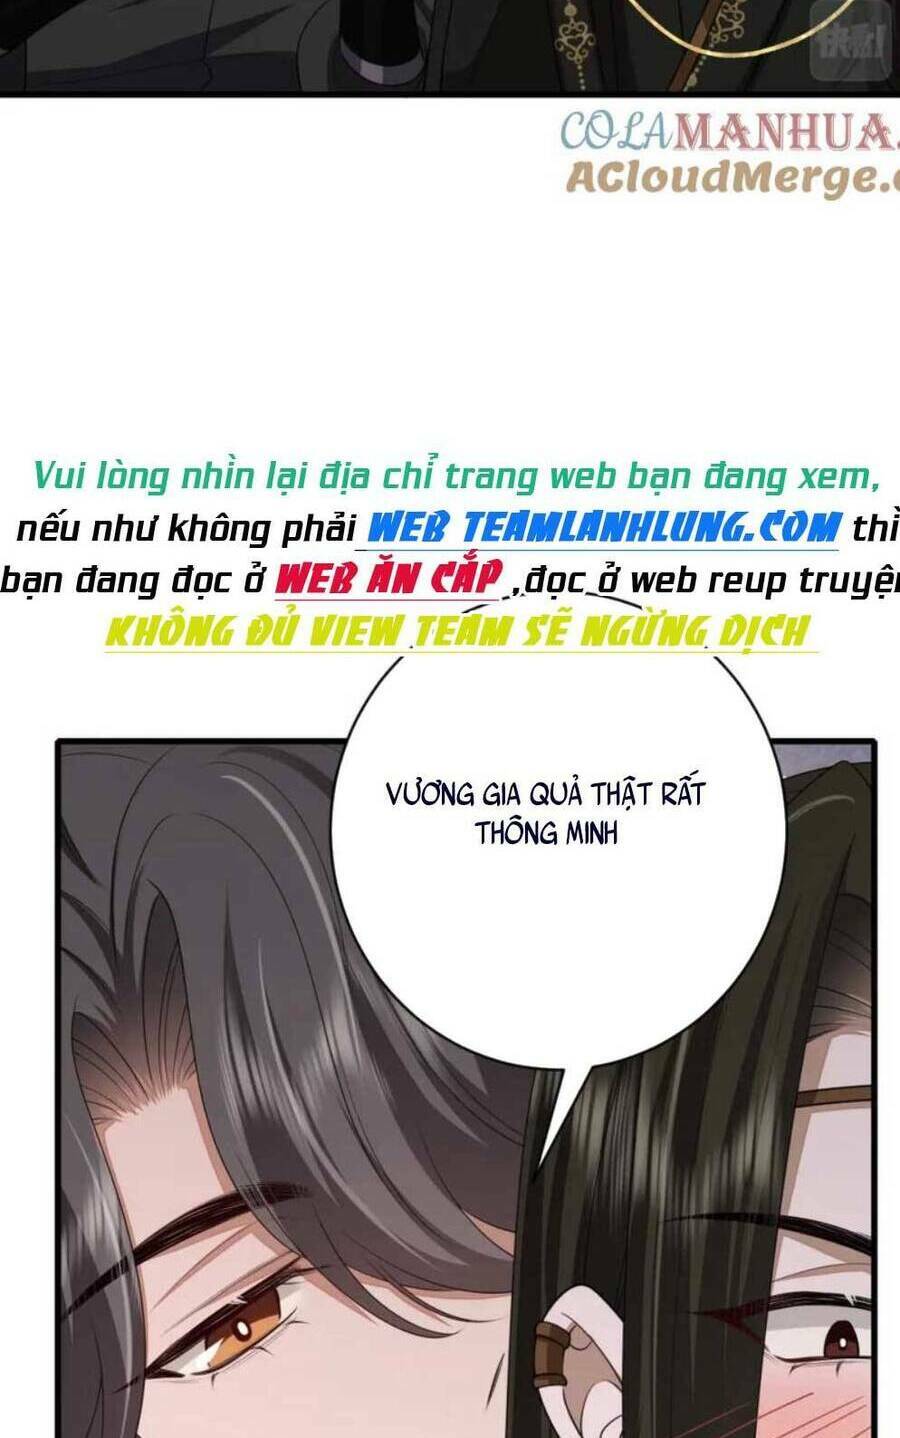 快刻
COLAMANHUA.
ACloudMerge.c
Vui lòng nhìn lại địa chỉ trang web bạn đang xem,
nếu như không phải WEB TEAMLANHLUNG.COM thì
bạn đang đọc ở WEB ĂN CẮP ,đọc ở web reup truyện
KHÔNG ĐỦ VIEW TEAM SẼ NGỪNG DỊCH
VƯƠNG GIA QUẢ THẬT RẤT
THÔNG MINH